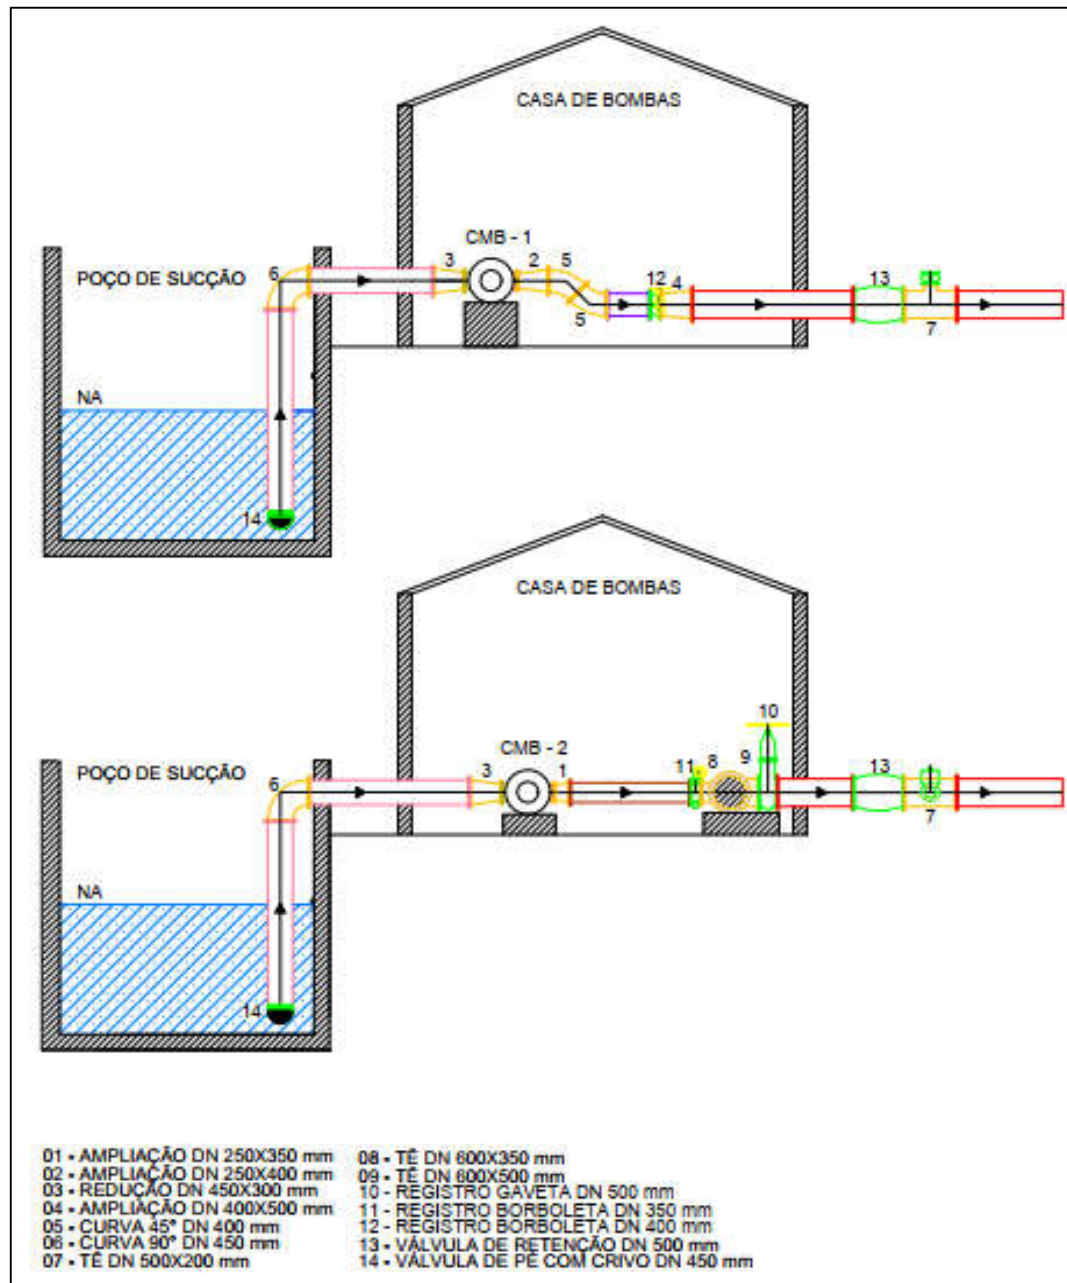 CASA DE BOMBAS
CMB - 1
POÇO DE SUCÇÃO
6
3
2
5
5
12
4
13
7
NA
14
CASA DE BOMBAS
10
CMB - 2
POÇO DE SUCÇÃO
6
3
1
11
8
9
13
7
NA
14
01 - AMPLIAÇÃO DN 250X350 mm
02 - AMPLIAÇÃO DN 250X400 mm
03 - REDUÇÃO DN 450X300 mm
04 - AMPLIAÇÃO DN 400X500 mm
05 - CURVA 45° DN 400 mm
06 - CURVA 90° DN 450 mm
07 - TÊ DN 500X200 mm
08 - TÊ DN 600X350 mm
09 - TÊ DN 600X500 mm
10 - REGISTRO GAVETA DN 500 mm
11 - REGISTRO BORBOLETA DN 350 mm
12 - REGISTRO BORBOLETA DN 400 mm
13 - VÁLVULA DE RETENÇÃO DN 500 mm
14 - VÁLVULA DE PÉ COM CRIVO DN 450 mm